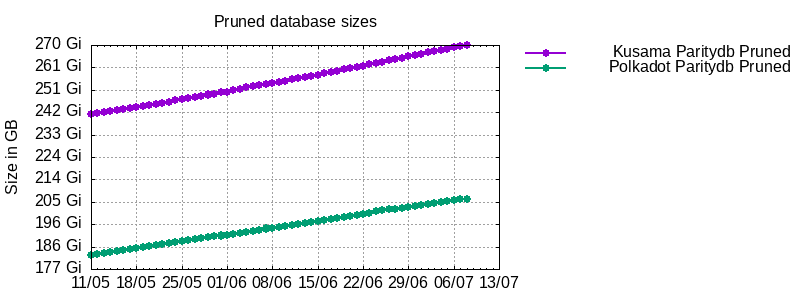 Pruned database sizes
270 Gi
261 Gi
251 Gi
242 Gi
233 Gi
224 Gi
214 Gi
205 Gi
196 Gi
186 Gi
177 Gi
Size in GB
11/05 18/05 25/05 01/06 08/06 15/06 22/06 29/06 06/07 13/07
Kusama Paritydb Pruned
Polkadot Paritydb Pruned